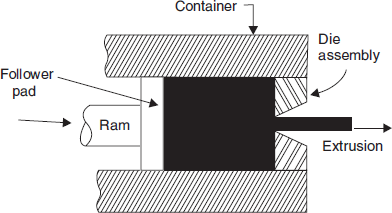 Container
Die
assembly
Follower
pad
Ram
Extrusion